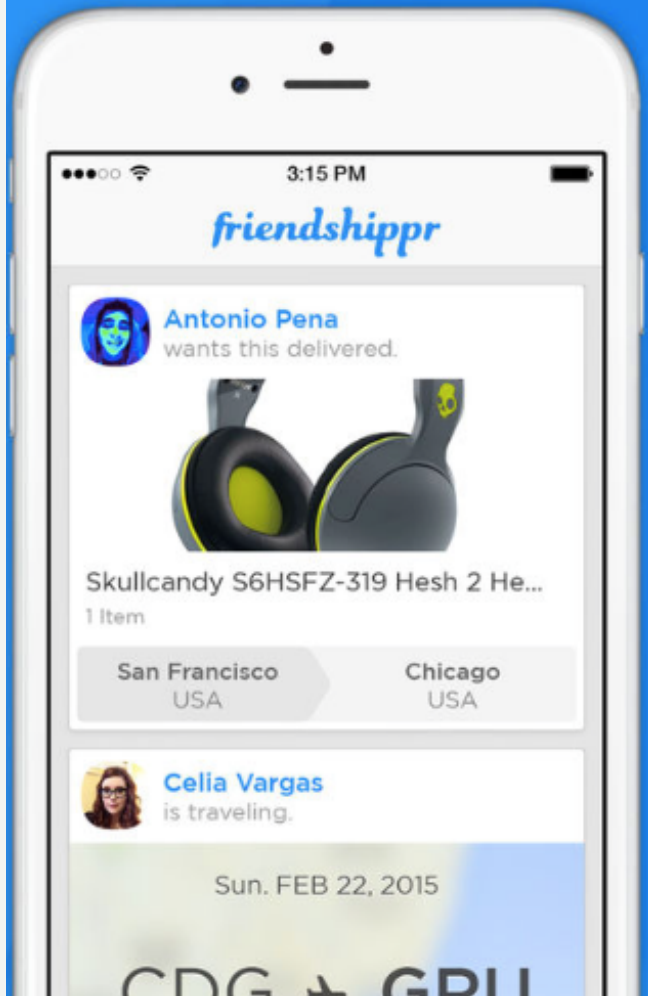 3:15 PM
friendshippr
Antonio Pena
wants this delivered.
Skullcandy S6HSFZ-319 Hesh 2 He...
1 Item
San Francisco
USA
Chicago
USA
Celia Vargas
is traveling.
Sun. FEB 22, 2015
CDG